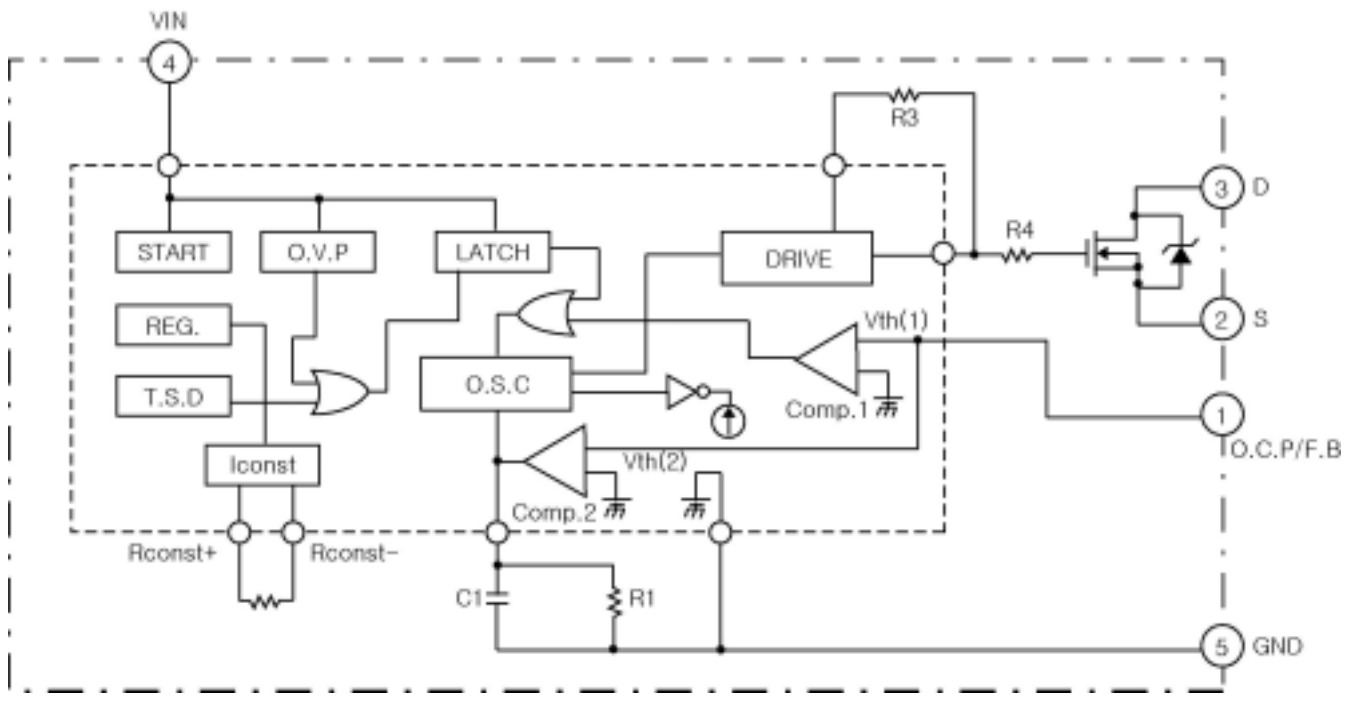 VIN
4
R3
3 D
START
O.V.P
LATCH
DRIVE
R4
REG.
Vth(1)
2 S
T.S.D
O.S.C
Comp.1
1
O.C.P/F.B
Iconst
Vth(2)
Comp.2
Rconst+
Rconst-
C1
R1
5 GND